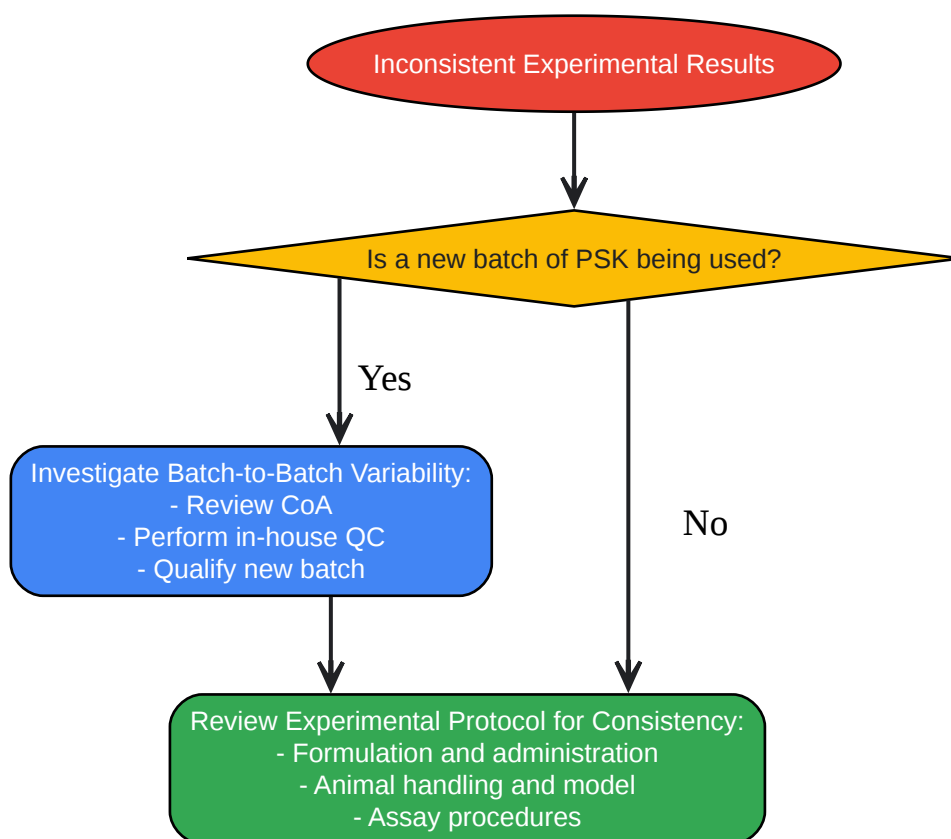 Inconsistent Experimental Results
Is a new batch of PSK being used?
Yes
Investigate Batch-to-Batch Variability:
- Review CoA
- Perform in-house QC
- Qualify new batch
No
Review Experimental Protocol for Consistency:
- Formulation and administration
- Animal handling and model
- Assay procedures